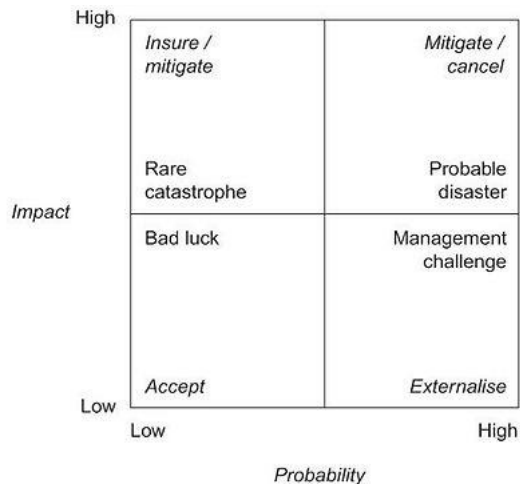 High
Insure /
mitigate
Mitigate /
cancel
Rare
catastrophe
Probable
disaster
Impact
Bad luck
Management
challenge
Accept
Externalise
Low
Low
High
Probability